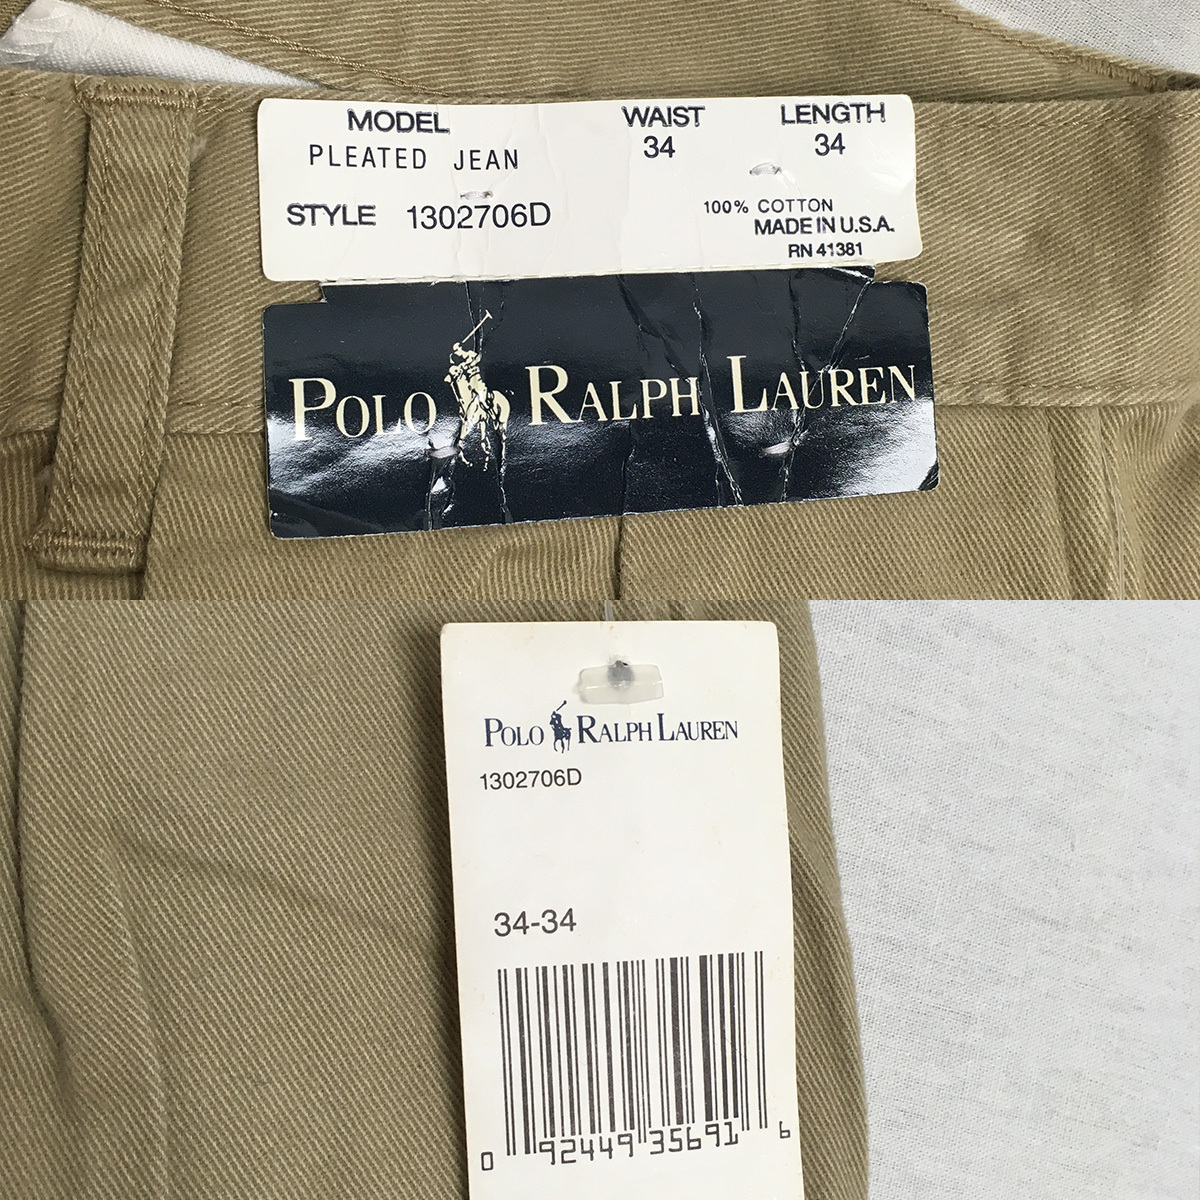 MODEL WAIST LENGTH
PLEATED JEAN 34 34
STYLE 1302706D 100% COTTON
MADE IN U.S.A.
RN 41381
POLO RALPH LAUREN
POLO RALPH LAUREN
1302706D
34-34
0 92449 35691 6